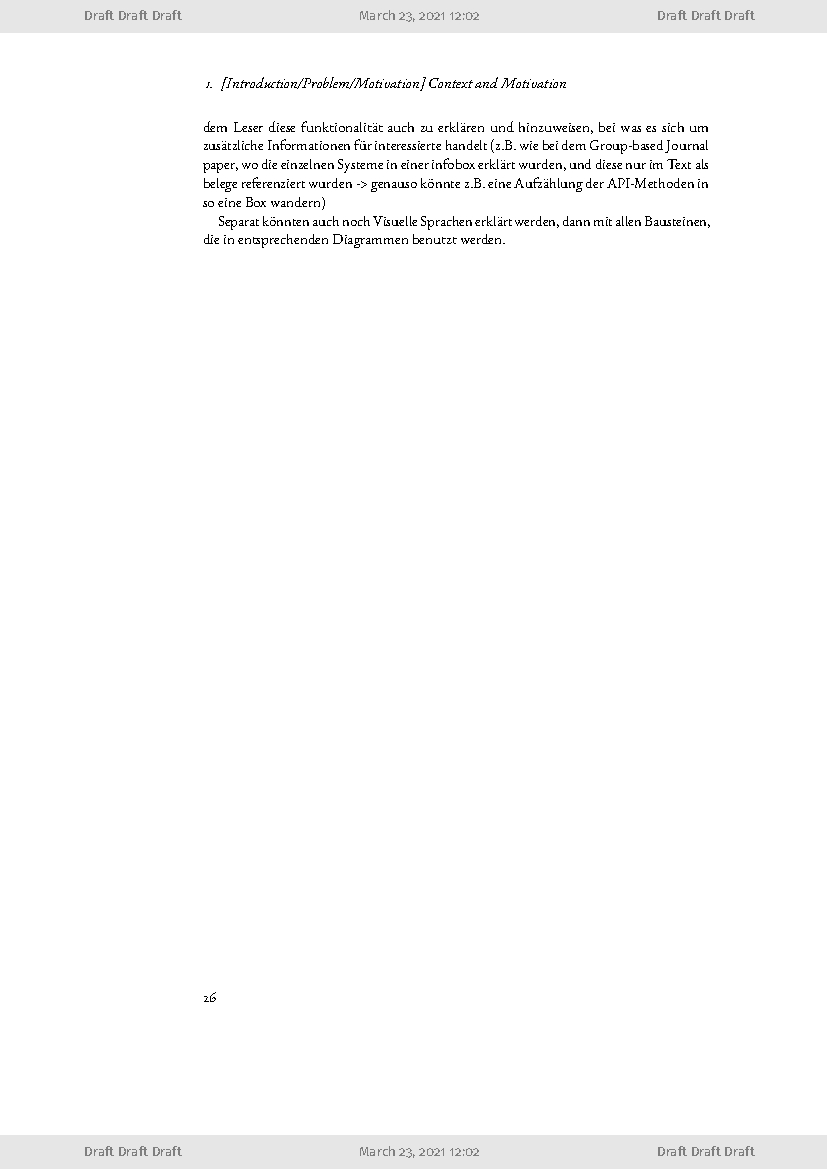 Draft Draft Draft March 23, 2021 12:02 Draft Draft Draft
1. [Introduction/Problem/Motivation] Context and Motivation
dem Leser diese funktionalität auch zu erklären und hinzuweisen, bei was es sich um
zusätzliche Informationen für interessierte handelt (z.B. wie bei dem Group-based Journal
paper, wo die einzelnen Systeme in einer infobox erklärt wurden, und diese nur im Text als
belege referenziert wurden -> genauso könnte z.B. eine Aufzählung der API-Methoden in
so eine Box wandern)
Separat könnten auch noch Visuelle Sprachen erklärt werden, dann mit allen Bausteinen,
die in entsprechenden Diagrammen benutzt werden.
26
Draft Draft Draft March 23, 2021 12:02 Draft Draft Draft